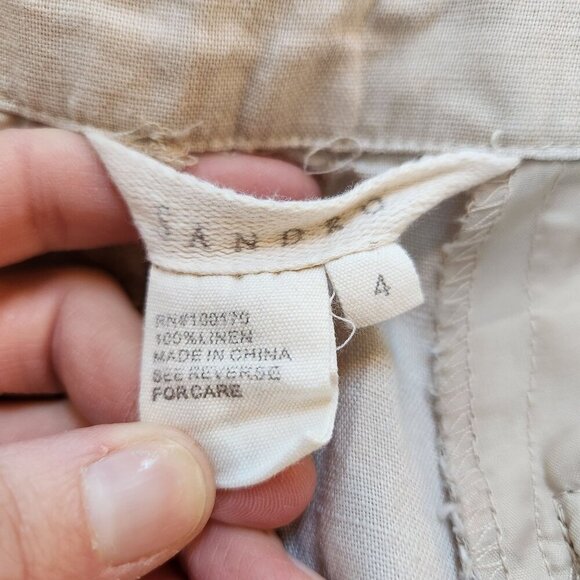 SANDRO
4
RN#100170
100%LINEN
MADE IN CHINA
SEE REVERSE
FOR CARE